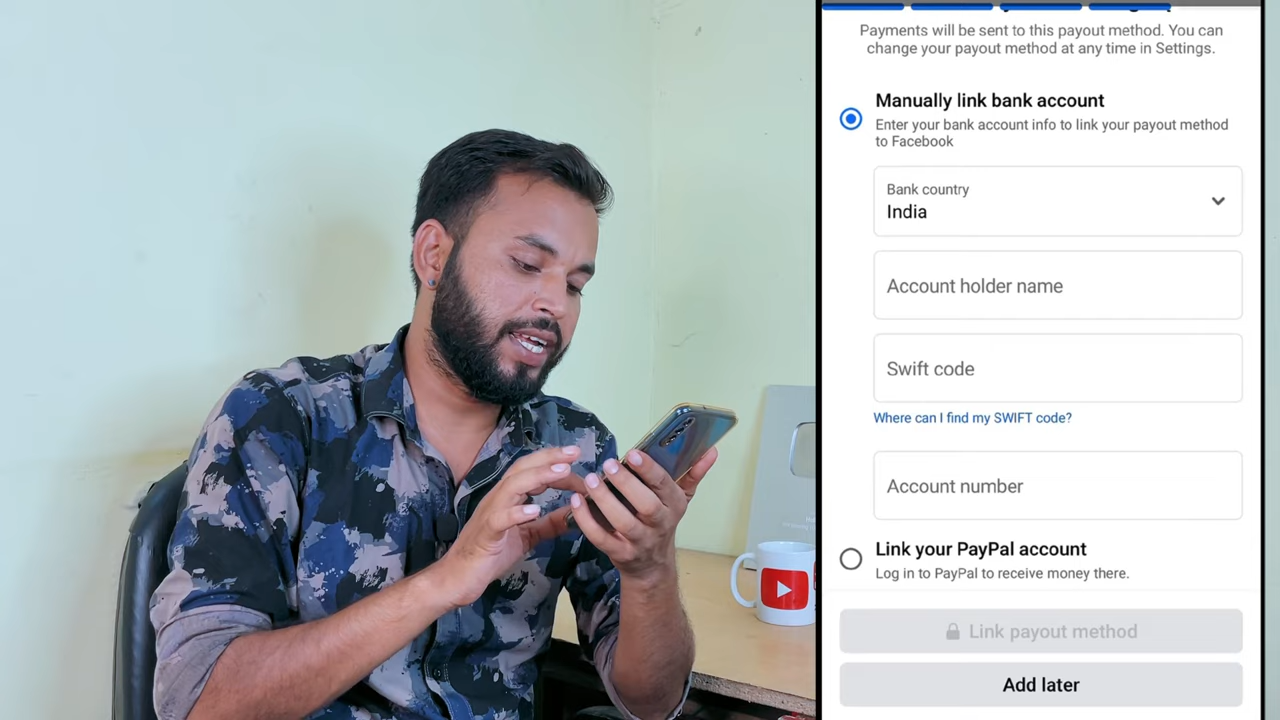 Payments will be sent to this payout method. You can
change your payout method at any time in Settings.
Manually link bank account
Enter your bank account info to link your payout method
to Facebook
Bank country
India
Account holder name
Swift code
Where can I find my SWIFT code?
Account number
Link your PayPal account
Log in to PayPal to receive money there.
Link payout method
Add later